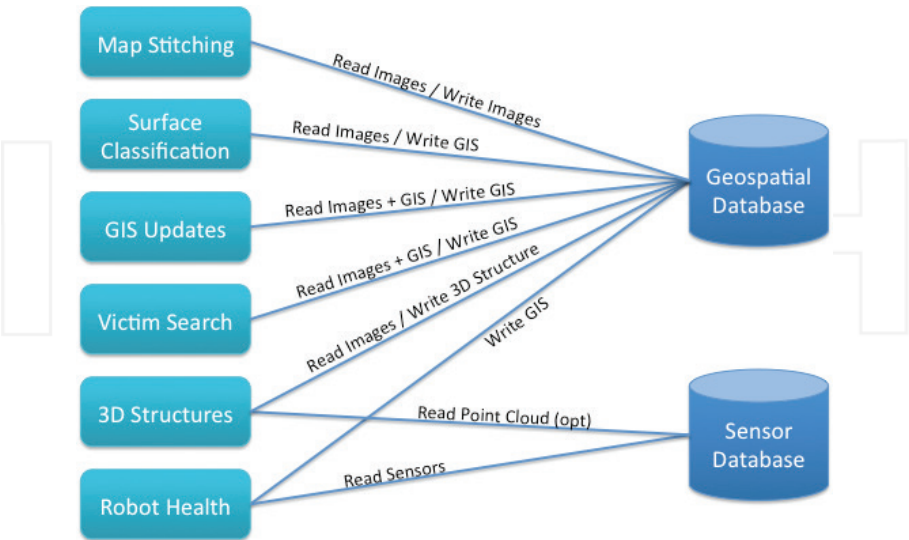 Map Stitching
Read Images / Write Images
Surface
Classification
Read Images / Write GIS
Geospatial
Database
GIS Updates
Read Images + GIS / Write GIS
Victim Search
Read Images + GIS / Write GIS
Read Images / Write 3D Structure
Write GIS
3D Structures
Read Point Cloud (opt)
Sensor
Database
Robot Health
Read Sensors